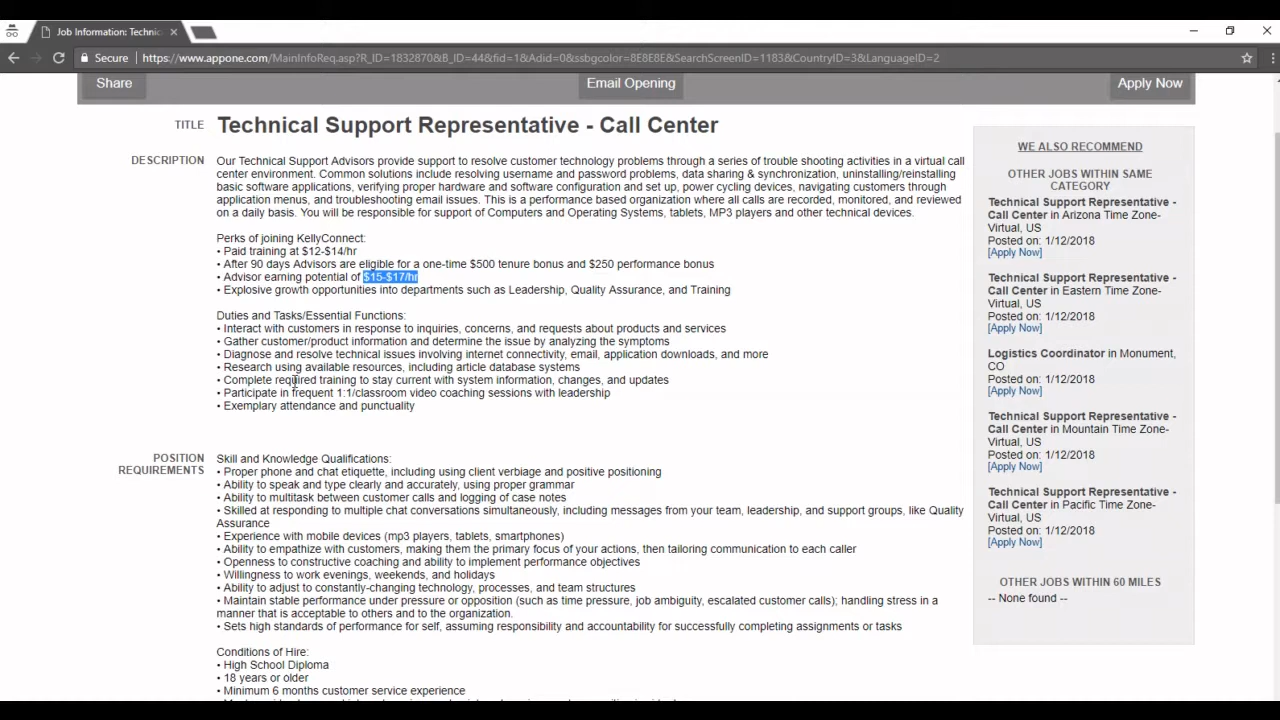 Job Information: Technic
Secure https://www.appone.com/MainInfoReq.asp?R_ID=1832870&B_ID=44&fid=1&Adid=0&ssbgcolor=8E8E8E&SearchScreenID=1183&CountryID=3&LanguageID=2
Share
Email Opening
Apply Now
TITLE
Technical Support Representative - Call Center
DESCRIPTION
Our Technical Support Advisors provide support to resolve customer technology problems through a series of trouble shooting activities in a virtual call
center environment. Common solutions include resolving username and password problems, data sharing & synchronization, uninstalling/reinstalling
basic software applications, verifying proper hardware and software configuration and set up, power cycling devices, navigating customers through
application menus, and troubleshooting email issues. This is a performance based organization where all calls are recorded, monitored, and reviewed
on a daily basis. You will be responsible for support of Computers and Operating Systems, tablets, MP3 players and other technical devices.
Perks of joining KellyConnect:
• Paid training at $12-$14/hr
• After 90 days Advisors are eligible for a one-time $500 tenure bonus and $250 performance bonus
• Advisor earning potential of $15-$17/hr
• Explosive growth opportunities into departments such as Leadership, Quality Assurance, and Training
Duties and Tasks/Essential Functions:
• Interact with customers in response to inquiries, concerns, and requests about products and services
• Gather customer/product information and determine the issue by analyzing the symptoms
• Diagnose and resolve technical issues involving internet connectivity, email, application downloads, and more
• Research using available resources, including article database systems
• Complete required training to stay current with system information, changes, and updates
• Participate in frequent 1:1/classroom video coaching sessions with leadership
• Exemplary attendance and punctuality
POSITION
REQUIREMENTS
Skill and Knowledge Qualifications:
• Proper phone and chat etiquette, including using client verbiage and positive positioning
• Ability to speak and type clearly and accurately, using proper grammar
• Ability to multitask between customer calls and logging of case notes
• Skilled at responding to multiple chat conversations simultaneously, including messages from your team, leadership, and support groups, like Quality
Assurance
• Experience with mobile devices (mp3 players, tablets, smartphones)
• Ability to empathize with customers, making them the primary focus of your actions, then tailoring communication to each caller
• Openness to constructive coaching and ability to implement performance objectives
• Willingness to work evenings, weekends, and holidays
• Ability to adjust to constantly-changing technology, processes, and team structures
• Maintain stable performance under pressure or opposition (such as time pressure, job ambiguity, escalated customer calls); handling stress in a
manner that is acceptable to others and to the organization.
• Sets high standards of performance for self, assuming responsibility and accountability for successfully completing assignments or tasks
Conditions of Hire:
• High School Diploma
• 18 years or older
• Minimum 6 months customer service experience
WE ALSO RECOMMEND
OTHER JOBS WITHIN SAME
CATEGORY
Technical Support Representative -
Call Center in Arizona Time Zone-
Virtual, US
Posted on: 1/12/2018
[Apply Now]
Technical Support Representative -
Call Center in Eastern Time Zone-
Virtual, US
Posted on: 1/12/2018
[Apply Now]
Logistics Coordinator in Monument,
CO
Posted on: 1/12/2018
[Apply Now]
Technical Support Representative -
Call Center in Mountain Time Zone-
Virtual, US
Posted on: 1/12/2018
[Apply Now]
Technical Support Representative -
Call Center in Pacific Time Zone-
Virtual, US
Posted on: 1/12/2018
[Apply Now]
OTHER JOBS WITHIN 60 MILES
-- None found --